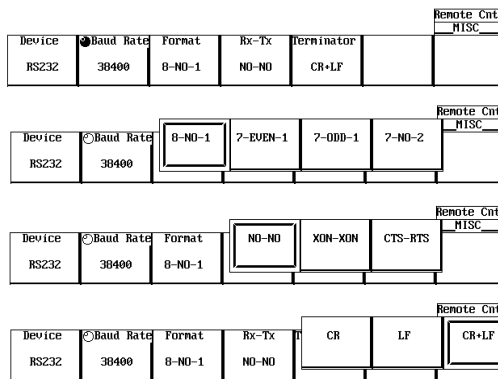 Remote Cnt
MISC
Device Baud Rate Format Rx-Tx Terminator
RS232 38400 8-NO-1 NO-NO CR+LF
Remote Cnt
MISC
Device Baud Rate 8-NO-1 7-EVEN-1 7-ODD-1 7-NO-2
RS232 38400
Remote Cnt
MISC
Device Baud Rate Format NO-NO XON-XON CTS-RTS
RS232 38400 8-NO-1
Remote Cnt
Device Baud Rate Format Rx-Tx T CR LF CR+LF
RS232 38400 8-NO-1 NO-NO